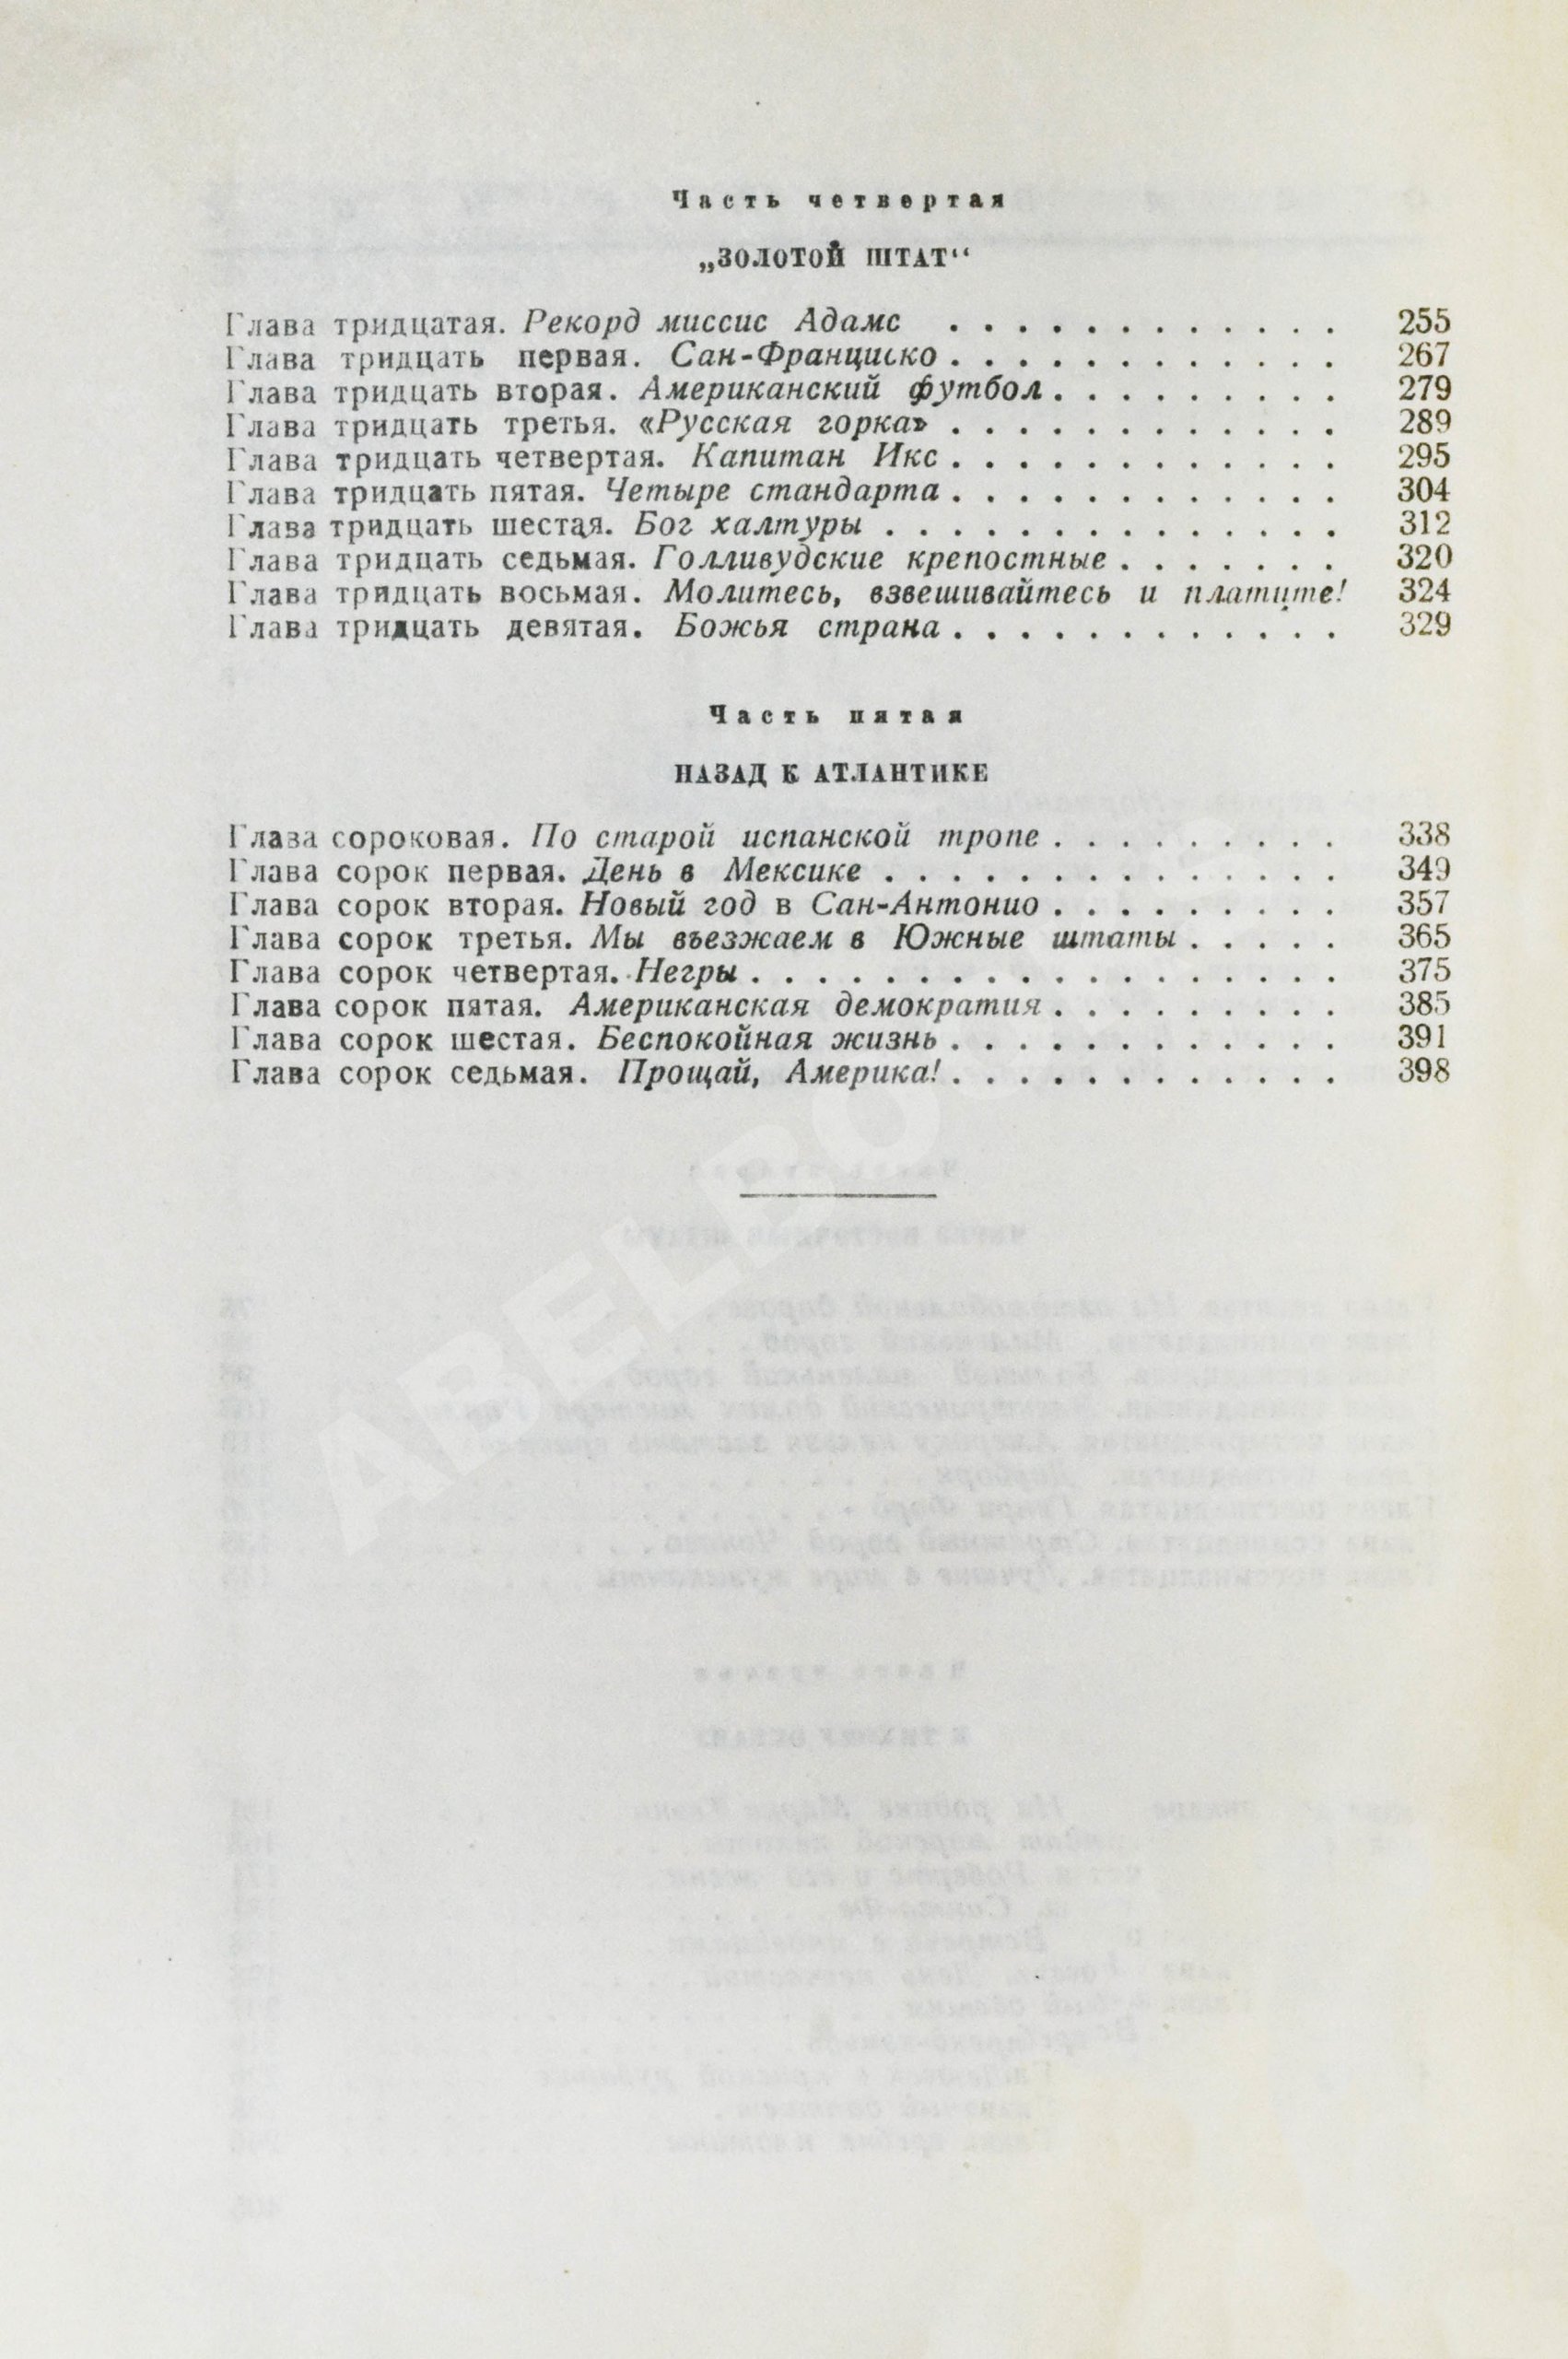 Часть четвертая
„ЗОЛОТОЙ ШТАТ“
Глава тридцатая. Рекорд миссис Адамс . . . . . . . . . . . . 255
Глава тридцать первая. Сан-Франциско . . . . . . . . . . . . 267
Глава тридцать вторая. Американский футбол . . . . . . . . . 279
Глава тридцать третья. «Русская горка» . . . . . . . . . . . . 289
Глава тридцать четвертая. Капитан Икс . . . . . . . . . . . . 295
Глава тридцать пятая. Четыре стандарта . . . . . . . . . . . . 304
Глава тридцать шестая. Бог халтуры . . . . . . . . . . . . . . 312
Глава тридцать седьмая. Голливудские крепостные . . . . . . . 320
Глава тридцать восьмая. Молитесь, взвешивайтесь и платите! 324
Глава тридцать девятая. Божья страна . . . . . . . . . . . . 329
Часть пятая
НАЗАД К АТЛАНТИКЕ
Глава сороковая. По старой испанской тропе . . . . . . . . . 338
Глава сорок первая. День в Мексике . . . . . . . . . . . . . . 349
Глава сорок вторая. Новый год в Сан-Антонио . . . . . . . . . 357
Глава сорок третья. Мы въезжаем в Южные штаты . . . . . 365
Глава сорок четвертая. Негры . . . . . . . . . . . . . . . . . . 375
Глава сорок пятая. Американская демократия . . . . . . . . . 385
Глава сорок шестая. Беспокойная жизнь . . . . . . . . . . . . 391
Глава сорок седьмая. Прощай, Америка! . . . . . . . . . . . . 398